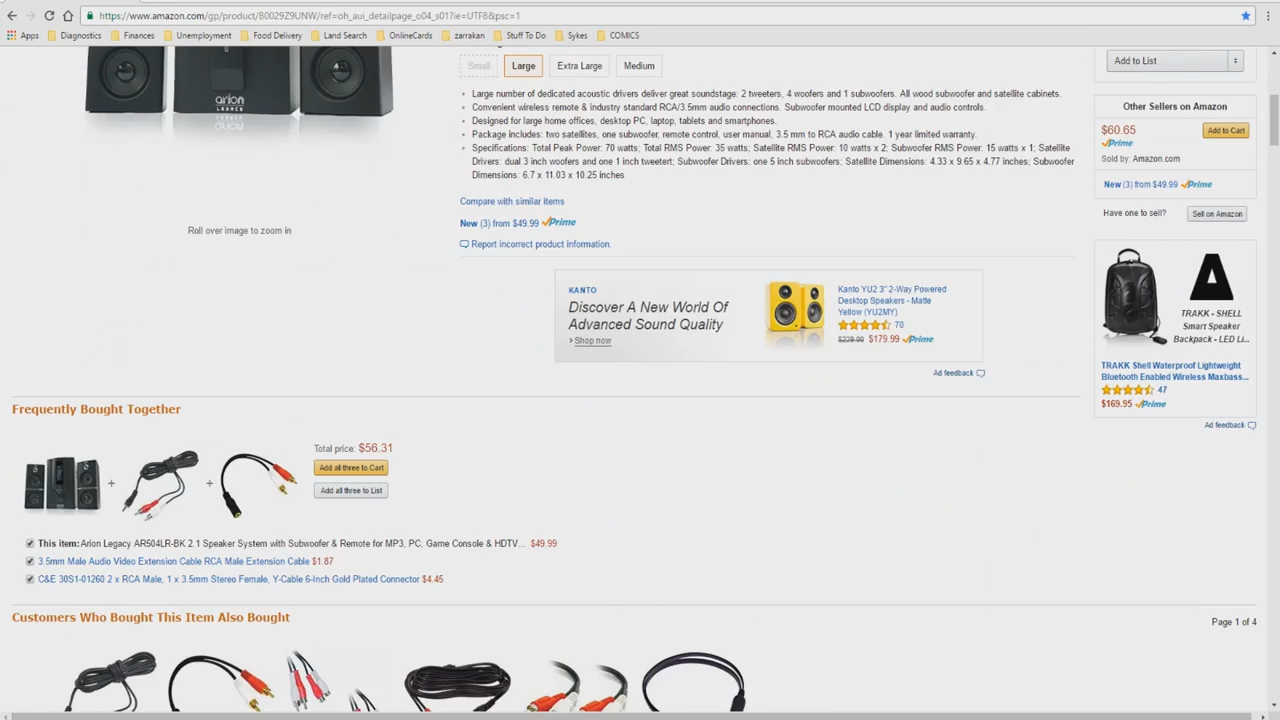 https://www.amazon.com/gp/product/B0029Z9UNW/ref=oh_aui_detailpage_o04_s01?ie=UTF8&psc=1
Apps Diagnostics Finances Unemployment Food Delivery Land Search OnlineCards zarrakan Stuff To Do Sykes COMICS
arion
LEGACY
Roll over image to zoom in
Small Large Extra Large Medium
Large number of dedicated acoustic drivers deliver great soundstage: 2 tweeters, 4 woofers and 1 subwoofers. All wood subwoofer and satellite cabinets.
Convenient wireless remote & industry standard RCA/3.5mm audio connections. Subwoofer mounted LCD display and audio controls.
Designed for large home offices, desktop PC, laptop, tablets and smartphones.
Package includes: two satellites, one subwoofer, remote control, user manual, 3.5 mm to RCA audio cable. 1 year limited warranty.
Specifications: Total Peak Power: 70 watts; Total RMS Power: 35 watts; Satellite RMS Power: 10 watts x 2; Subwoofer RMS Power: 15 watts x 1; Satellite
Drivers: dual 3 inch woofers and one 1 inch tweetert; Subwoofer Drivers: one 5 inch subwoofers; Satellite Dimensions: 4.33 x 9.65 x 4.77 inches; Subwoofer
Dimensions: 6.7 x 11.03 x 10.25 inches
Compare with similar items
New (3) from $49.99 Prime
Report incorrect product information.
KANTO
Discover A New World Of
Advanced Sound Quality
Shop now
Kanto YU2 3" 2-Way Powered
Desktop Speakers - Matte
Yellow (YU2MY)
70
$229.99 $179.99 Prime
Ad feedback
Add to List
Other Sellers on Amazon
$60.65 Add to Cart
Prime
Sold by: Amazon.com
New (3) from $49.99 Prime
Have one to sell? Sell on Amazon
TRAKK - SHELL
Smart Speaker
Backpack - LED Li...
TRAKK Shell Waterproof Lightweight
Bluetooth Enabled Wireless Maxbass...
47
$169.95 Prime
Ad feedback
Frequently Bought Together
+ +
Total price: $56.31
Add all three to Cart
Add all three to List
This item: Arion Legacy AR504LR-BK 2.1 Speaker System with Subwoofer & Remote for MP3, PC, Game Console & HDTV... $49.99
3.5mm Male Audio Video Extension Cable RCA Male Extension Cable $1.87
C&E 30S1-01260 2 x RCA Male, 1 x 3.5mm Stereo Female, Y-Cable 6-Inch Gold Plated Connector $4.45
Customers Who Bought This Item Also Bought
Page 1 of 4